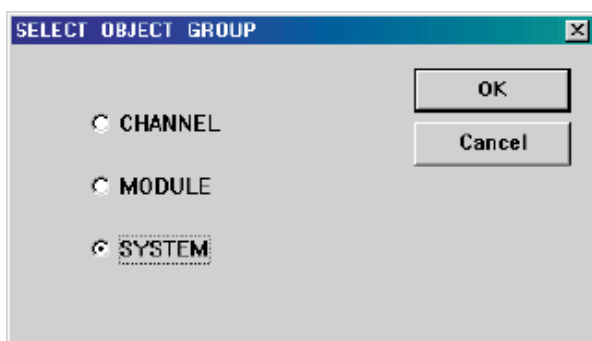 SELECT OBJECT GROUP
OK
CHANNEL
Cancel
MODULE
SYSTEM